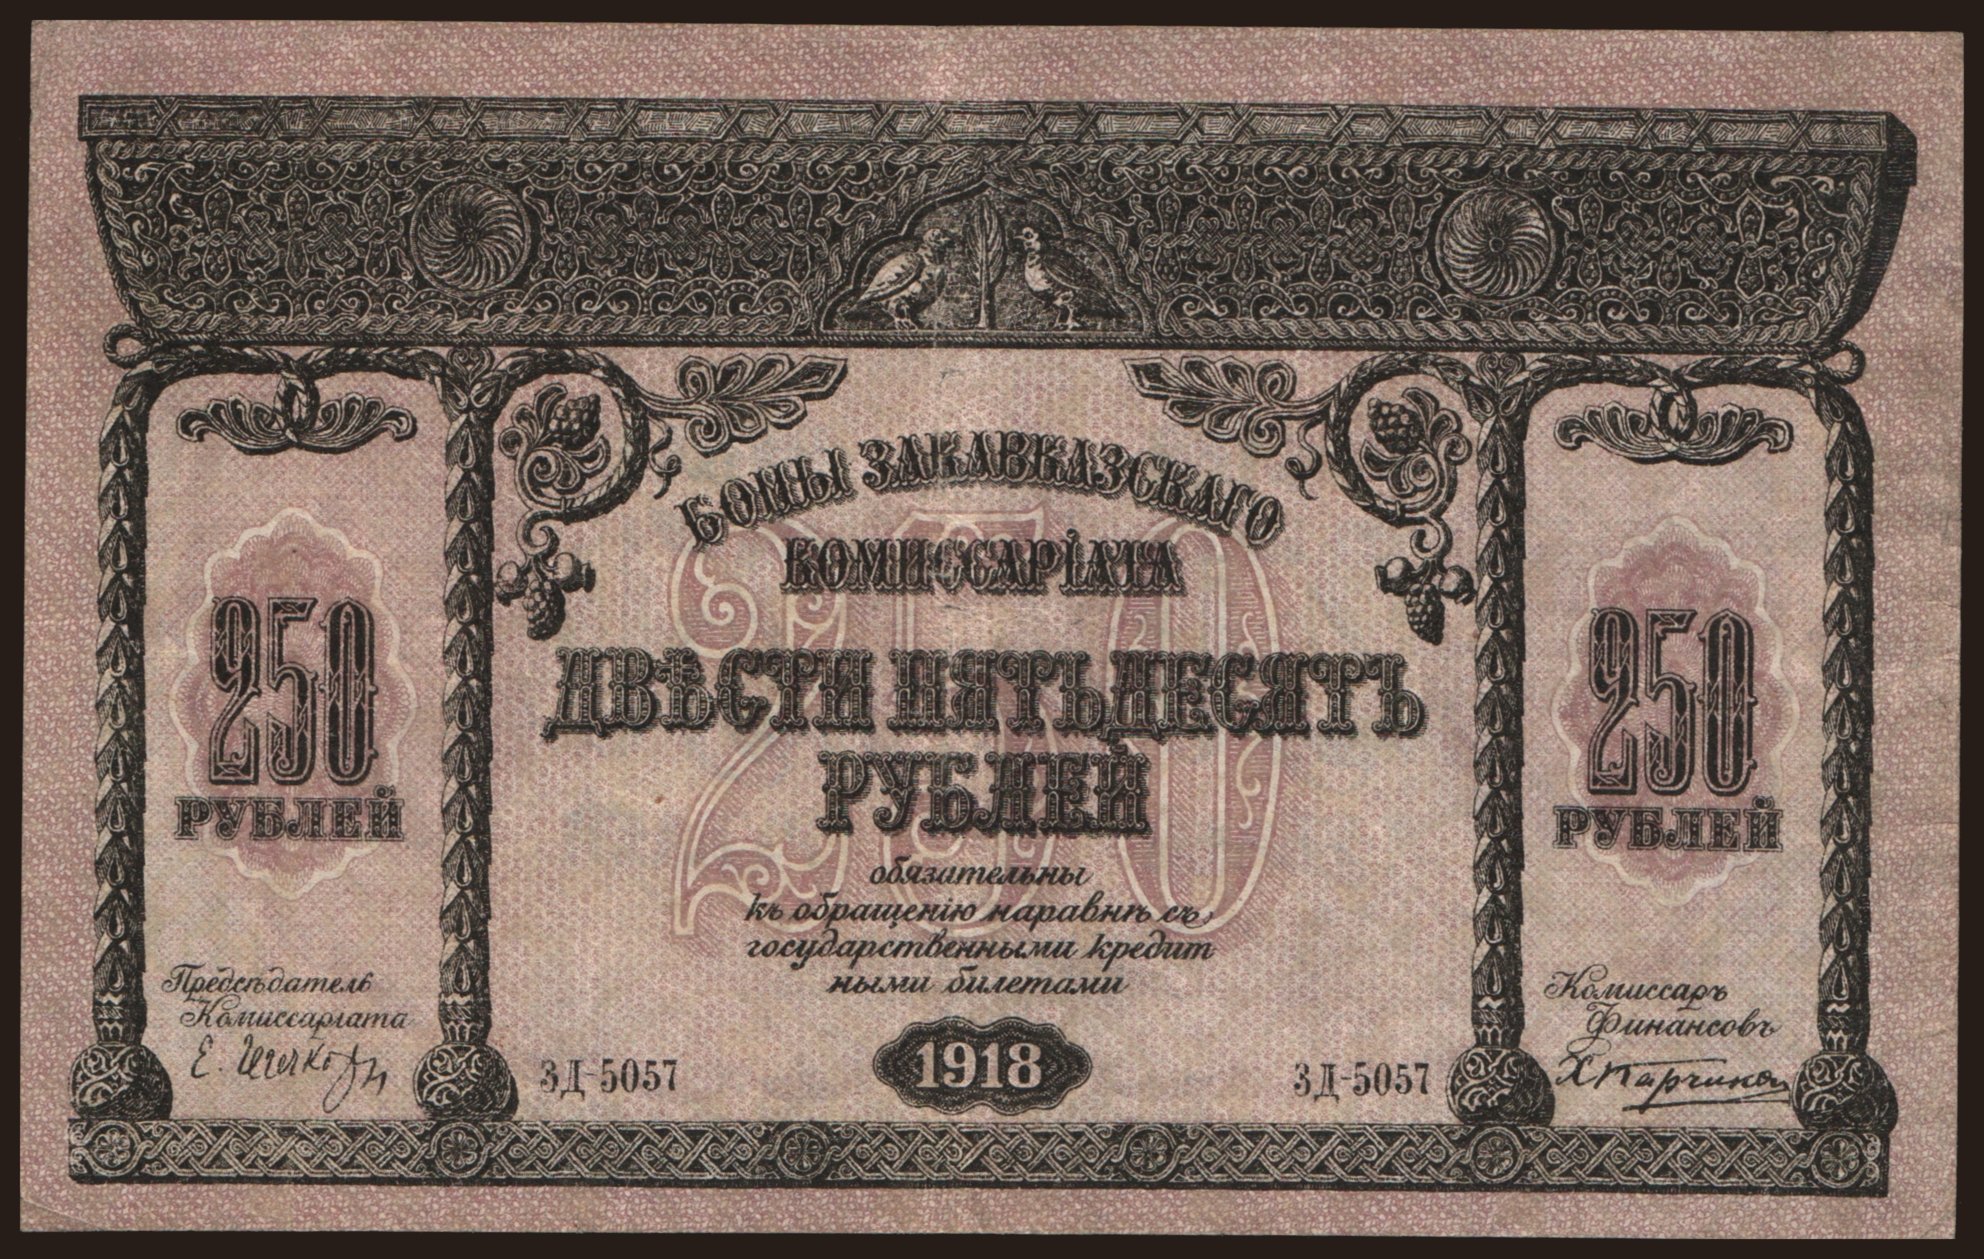 БОНЫ ЗАКАВКАЗСКАГО
КОМИССАРІАТА
250
ДВѢСТИ ПЯТЬДЕСЯТЪ
РУБЛЕЙ
обязательны
къ обращенію наравнѣ съ
государственными кредит
ными билетами
250
РУБЛЕЙ
250
РУБЛЕЙ
Предсѣдатель
Комиссаріата
Комиссаръ
Финансовъ
ЗД-5057
1918
ЗД-5057